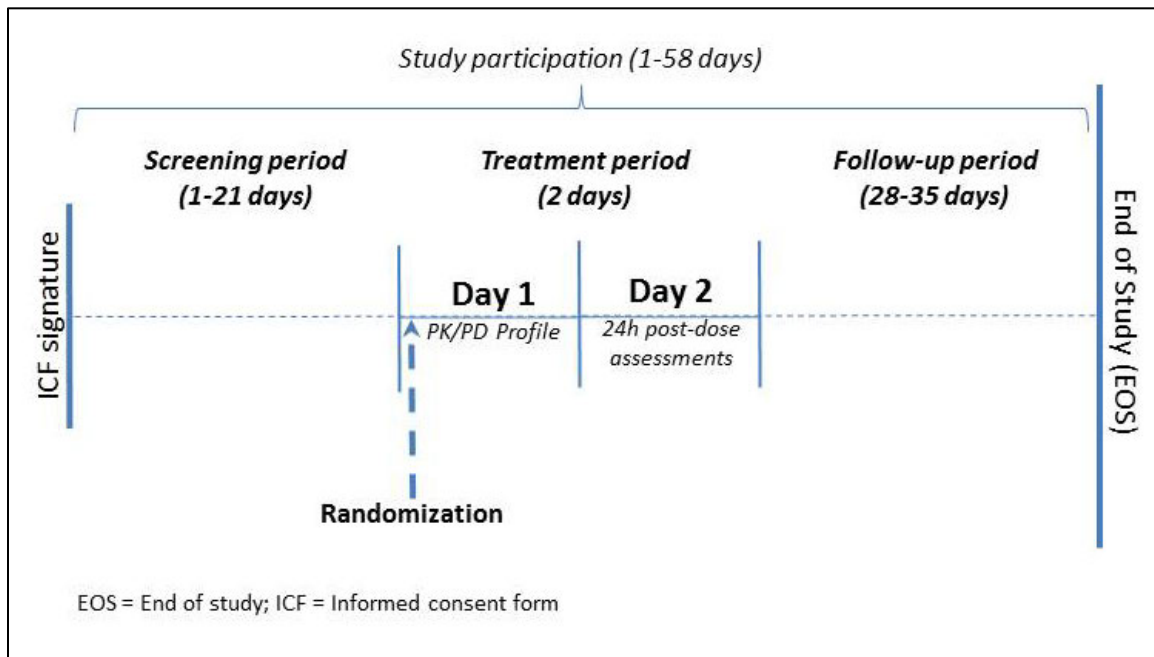 Study participation (1-58 days)
Screening period
(1-21 days)
Treatment period
(2 days)
Follow-up period
(28-35 days)
ICF signature
Day 1
PK/PD Profile
Day 2
24h post-dose
assessments
End of Study (EOS)
Randomization
EOS = End of study; ICF = Informed consent form